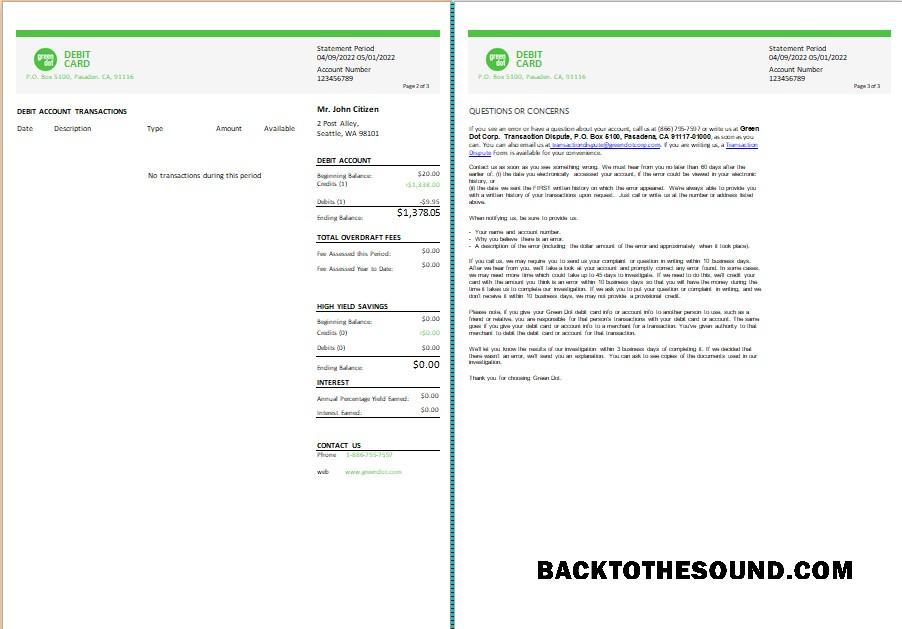 green
dot
DEBIT
CARD
P.O. Box 5100, Pasaden. CA, 91116
Statement Period
04/09/2022-05/01/2022
Account Number
123456789
Page 2 of 3
DEBIT ACCOUNT TRANSACTIONS
Date Description Type Amount Available
No transactions during this period
Mr. John Citizen
2 Post Alley,
Seattle, WA 98101
DEBIT ACCOUNT
Beginning Balance: $20.00
Credits (1) +$1,338.00
Debits (1) -$9.95
Ending Balance: $1,378.05
TOTAL OVERDRAFT FEES
Fee Assessed this Period: $0.00
Fee Assessed Year to Date: $0.00
HIGH YIELD SAVINGS
Beginning Balance: $0.00
Credits (0) +$0.00
Debits (0) $0.00
Ending Balance: $0.00
INTEREST
Annual Percentage Yield Earned: $0.00
Interest Earned: $0.00
CONTACT US
Phone 1-886-755-7557
web www.greendot.com
green
dot
DEBIT
CARD
P.O. Box 5100, Pasaden. CA, 91116
Statement Period
04/09/2022-05/01/2022
Account Number
123456789
Page 3 of 3
QUESTIONS OR CONCERNS
If you see an error or have a question about your account, call us at (866) 795-7597 or write us at Green
Dot Corp. Transaction Dispute, P.O. Box 5100, Pasadena, CA 91117-01000, as soon as you
can. You can also email us at transactiondispute@greendotcorp.com. If you are writing us, a Transaction
Dispute Form is available for your convenience.
Contact us as soon as you see something wrong. We must hear from you no later than 60 days after the
earlier of: (i) the date you electronically accessed your account, if the error could be viewed in your electronic
history, or
(ii) the date we sent the FIRST written history on which the error appeared. We're always able to provide you
with a written history of your transactions upon request. Just call or write us at the number or address listed
above.
When notifying us, be sure to provide us.
- Your name and account number.
- Why you believe there is an error.
- A description of the error (including the dollar amount of the error and approximately when it took place).
If you call us, we may require you to send us your complaint or question in writing within 10 business days.
After we hear from you, we'll take a look at your account and promptly correct any error found. In some cases,
we may need more time which could take up to 45 days to investigate. If we need to do this, we'll credit your
card with the amount you think is an error within 10 business days so that you will have the money during the
time it takes us to complete our investigation. If we ask you to put your question or complaint in writing, and we
don't receive it within 10 business days, we may not provide a provisional credit.
Please note, if you give your Green Dot debit card info or account info to another person to use, such as a
friend or relative, you are responsible for that person's transactions with your debit card or account. The same
goes if you give your debit card or account info to a merchant for a transaction. You've given authority to that
merchant to debit the debit card or account for that transaction.
We'll let you know the results of our investigation within 3 business days of completing it. If we decided that
there wasn't an error, we'll send you an explanation. You can ask to see copies of the documents used in our
investigation.
Thank you for choosing Green Dot.
BACKTOTHESOUND.COM